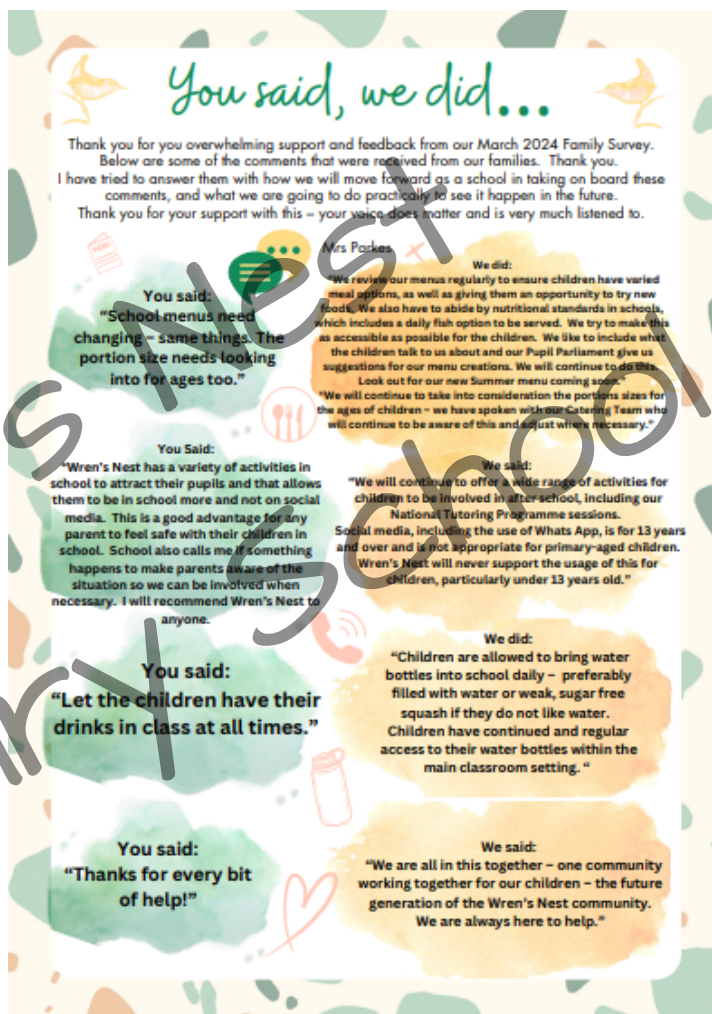 You said, we did...
Thank you for you overwhelming support and feedback from our March 2024 Family Survey.
Below are some of the comments that were received from our families.  Thank you.
I have tried to answer them with how we will move forward as a school in taking on board these
comments, and what we are going to do practically to see it happen in the future.
Thank you for your support with this – your voice does matter and is very much listened to.
Mrs Parkes
You said:
“School menus need
changing – same things. The
portion size needs looking
into for ages too.”
We did:
“We review our menus regularly to ensure children have varied
meal options, as well as giving them an opportunity to try new
foods. We also have to abide by nutritional standards in schools,
which includes a daily fish option to be served.  We try to make this
as accessible as possible for the children.  We like to include what
the children talk to us about and our Pupil Parliament give us
suggestions for our menu creations. We will continue to do this.
Look out for our new Summer menu coming soon.”
“We will continue to take into consideration the portions sizes for
the ages of children – we have spoken with our Catering Team who
will continue to be aware of this and adjust where necessary.”
You Said:
“Wren’s Nest has a variety of activities in
school to attract their pupils and that allows
them to be in school more and not on social
media.  This is a good advantage for any
parent to feel safe with their children in
school.  School also calls me if something
happens to make parents aware of the
situation so we can be involved when
necessary.  I will recommend Wren’s Nest to
anyone.
We said:
“We will continue to offer a wide range of activities for
children to be involved in after school, including our
National Tutoring Programme sessions.
Social media, including the use of Whats App, is for 13 years
and over and is not appropriate for primary-aged children.
Wren’s Nest will never support the usage of this for
children, particularly under 13 years old.”
You said:
“Let the children have their
drinks in class at all times.”
We did:
“Children are allowed to bring water
bottles into school daily –  preferably
filled with water or weak, sugar free
squash if they do not like water.
Children have continued and regular
access to their water bottles within the
main classroom setting. “
You said:
“Thanks for every bit
of help!”
We said:
“We are all in this together – one community
working together for our children – the future
generation of the Wren’s Nest community.
We are always here to help.”
s Nest
ary School